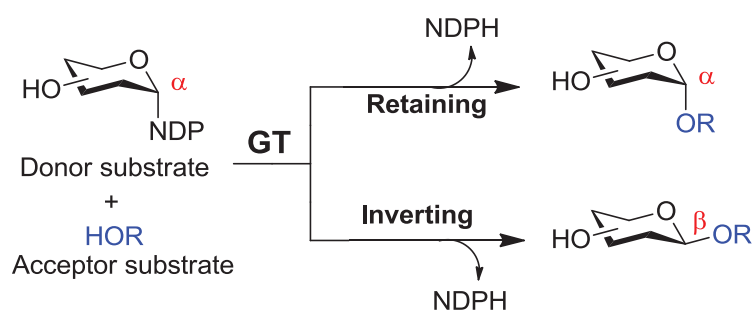 O
HO
α
NDP
Donor substrate
+
HOR
Acceptor substrate
GT
NDPH
Retaining
O
HO
α
OR
Inverting
NDPH
O
HO
β
OR